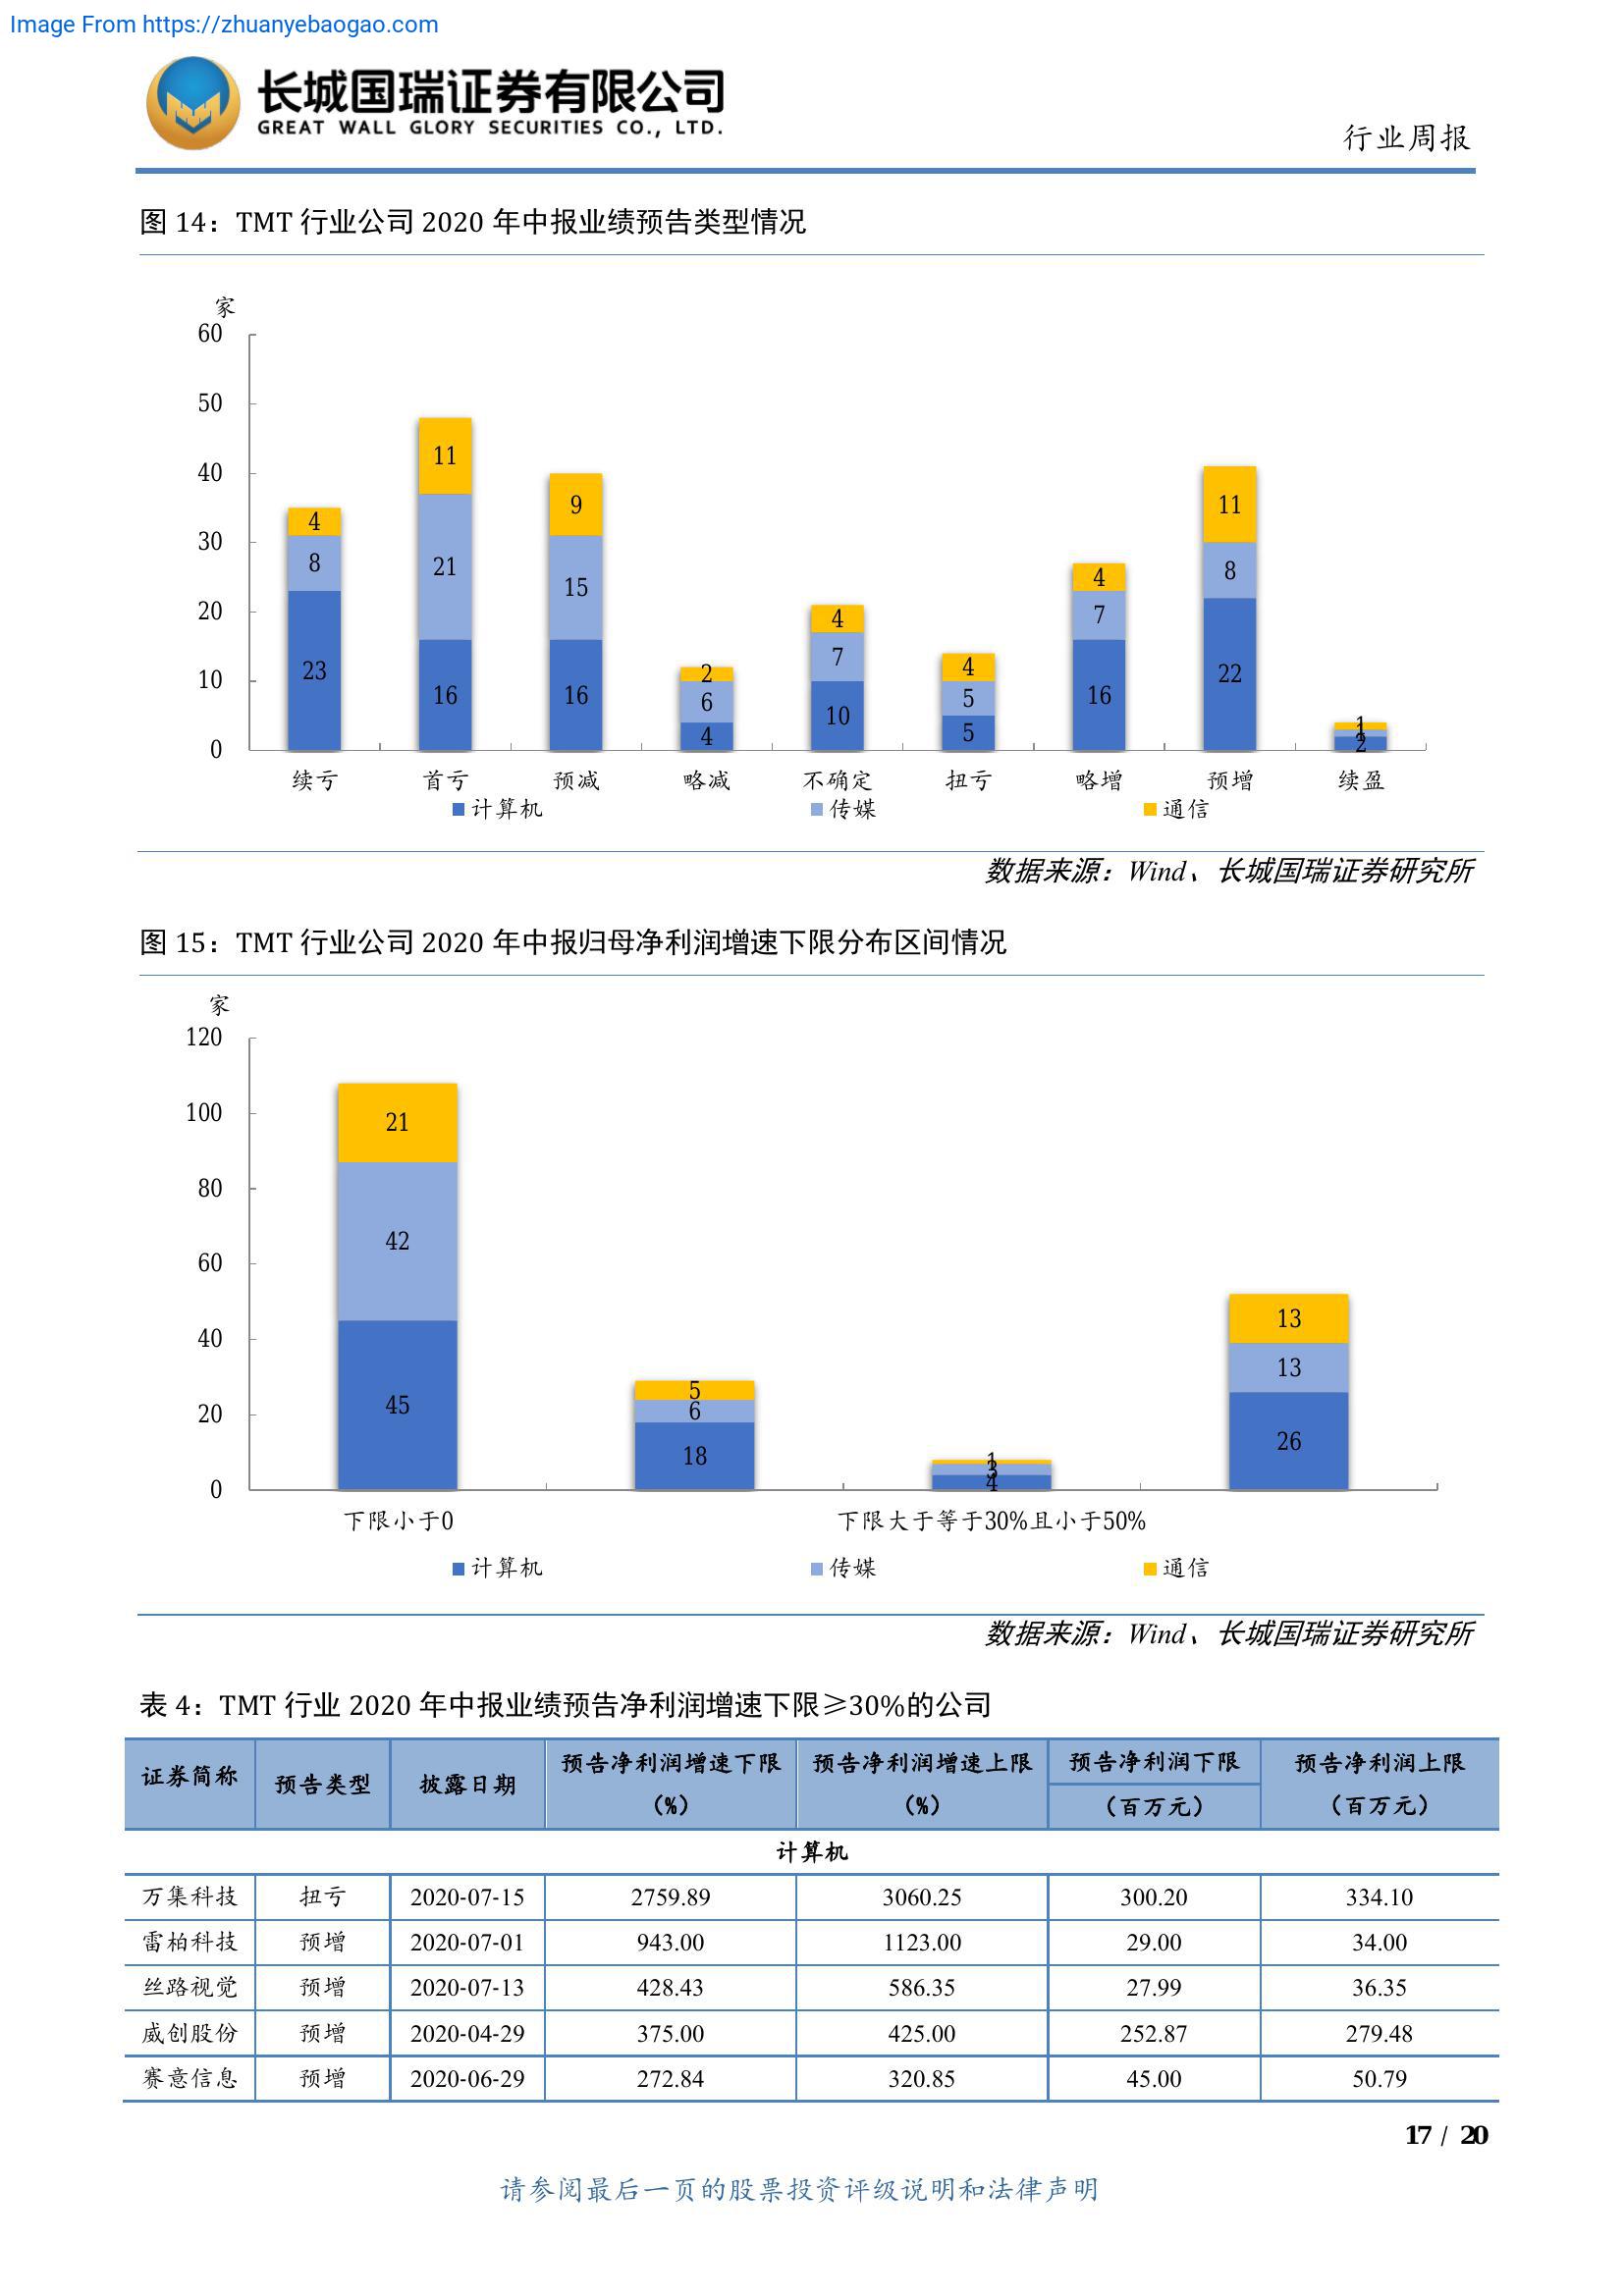 Image From https://zhuanyebaogao.com
长城国瑞证券有限公司
GREAT WALL GLORY SECURITIES CO., LTD.
行业周报
图 14：TMT 行业公司 2020 年中报业绩预告类型情况
家
60
50
40
30
20
10
0
4
8
23
11
21
16
9
15
16
2
6
4
4
7
10
4
5
5
4
7
16
11
8
22
1
1
2
续亏 首亏 预减 略减 不确定 扭亏 略增 预增 续盈
计算机 传媒 通信
数据来源：Wind、长城国瑞证券研究所
图 15：TMT 行业公司 2020 年中报归母净利润增速下限分布区间情况
家
120
100
80
60
40
20
0
21
42
45
5
6
18
1
3
4
13
13
26
下限小于0 下限大于等于30%且小于50%
计算机 传媒 通信
数据来源：Wind、长城国瑞证券研究所
表 4：TMT 行业 2020 年中报业绩预告净利润增速下限≥30%的公司
证券简称 预告类型 披露日期 预告净利润增速下限（%） 预告净利润增速上限（%） 预告净利润下限（百万元） 预告净利润上限（百万元）
计算机
万集科技 扭亏 2020-07-15 2759.89 3060.25 300.20 334.10
雷柏科技 预增 2020-07-01 943.00 1123.00 29.00 34.00
丝路视觉 预增 2020-07-13 428.43 586.35 27.99 36.35
威创股份 预增 2020-04-29 375.00 425.00 252.87 279.48
赛意信息 预增 2020-06-29 272.84 320.85 45.00 50.79
17 / 20
请参阅最后一页的股票投资评级说明和法律声明